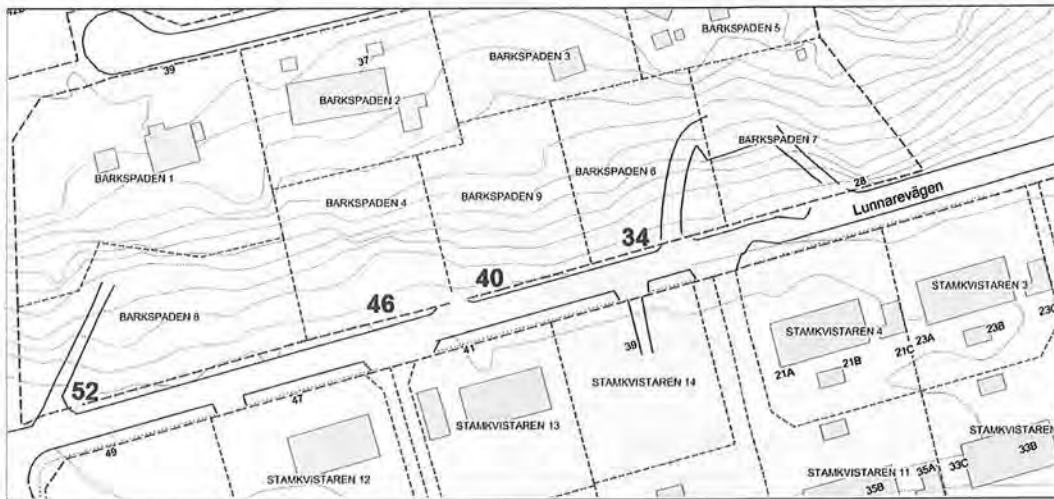 39
37
BARKSPADEN 3
BARKSPADEN 5
BARKSPADEN 2
BARKSPADEN 7
BARKSPADEN 1
BARKSPADEN 6
28
BARKSPADEN 4
BARKSPADEN 9
Lunnarevägen
34
40
46
BARKSPADEN 8
STAMKVISTAREN 3
STAMKVISTAREN 4
23B
23A
21C
21B
21A
41
39
STAMKVISTAREN 14
52
47
STAMKVISTAREN 13
STAMKVISTAREN
49
STAMKVISTAREN 12
STAMKVISTAREN 11
35A
33C
33B
35B